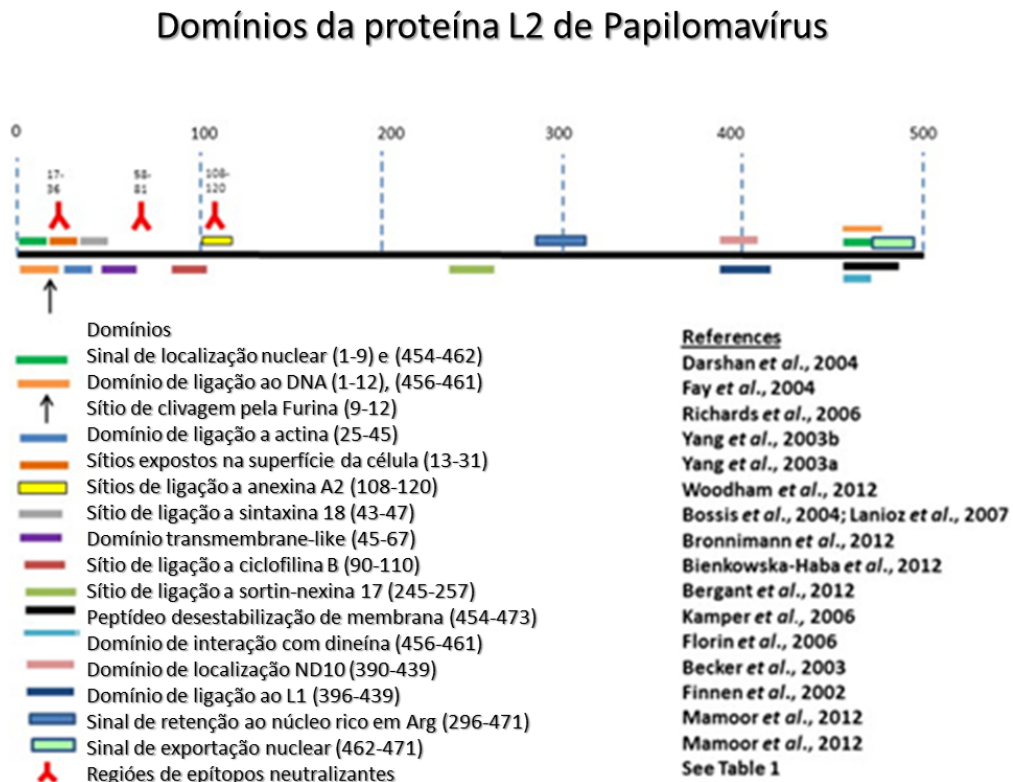 Domínios da proteína L2 de Papilomavírus
0 100 200 300 400 500
17-36 58-81 108-120
Domínios
Sinal de localização nuclear (1-9) e (454-462)
Domínio de ligação ao DNA (1-12), (456-461)
Sítio de clivagem pela Furina (9-12)
Domínio de ligação a actina (25-45)
Sítios expostos na superfície da célula (13-31)
Sítios de ligação a anexina A2 (108-120)
Sítio de ligação a sintaxina 18 (43-47)
Domínio transmembrane-like (45-67)
Sítio de ligação a ciclofilina B (90-110)
Sítio de ligação a sortin-nexina 17 (245-257)
Peptídeo desestabilização de membrana (454-473)
Domínio de interação com dineína (456-461)
Domínio de localização ND10 (390-439)
Domínio de ligação ao L1 (396-439)
Sinal de retenção ao núcleo rico em Arg (296-471)
Sinal de exportação nuclear (462-471)
Regióes de epítopos neutralizantes
References
Darshan et al., 2004
Fay et al., 2004
Richards et al., 2006
Yang et al., 2003b
Yang et al., 2003a
Woodham et al., 2012
Bossis et al., 2004; Lanioz et al., 2007
Bronnimann et al., 2012
Bienkowska-Haba et al., 2012
Bergant et al., 2012
Kamper et al., 2006
Florin et al., 2006
Becker et al., 2003
Finnen et al., 2002
Mamoor et al., 2012
Mamoor et al., 2012
See Table 1